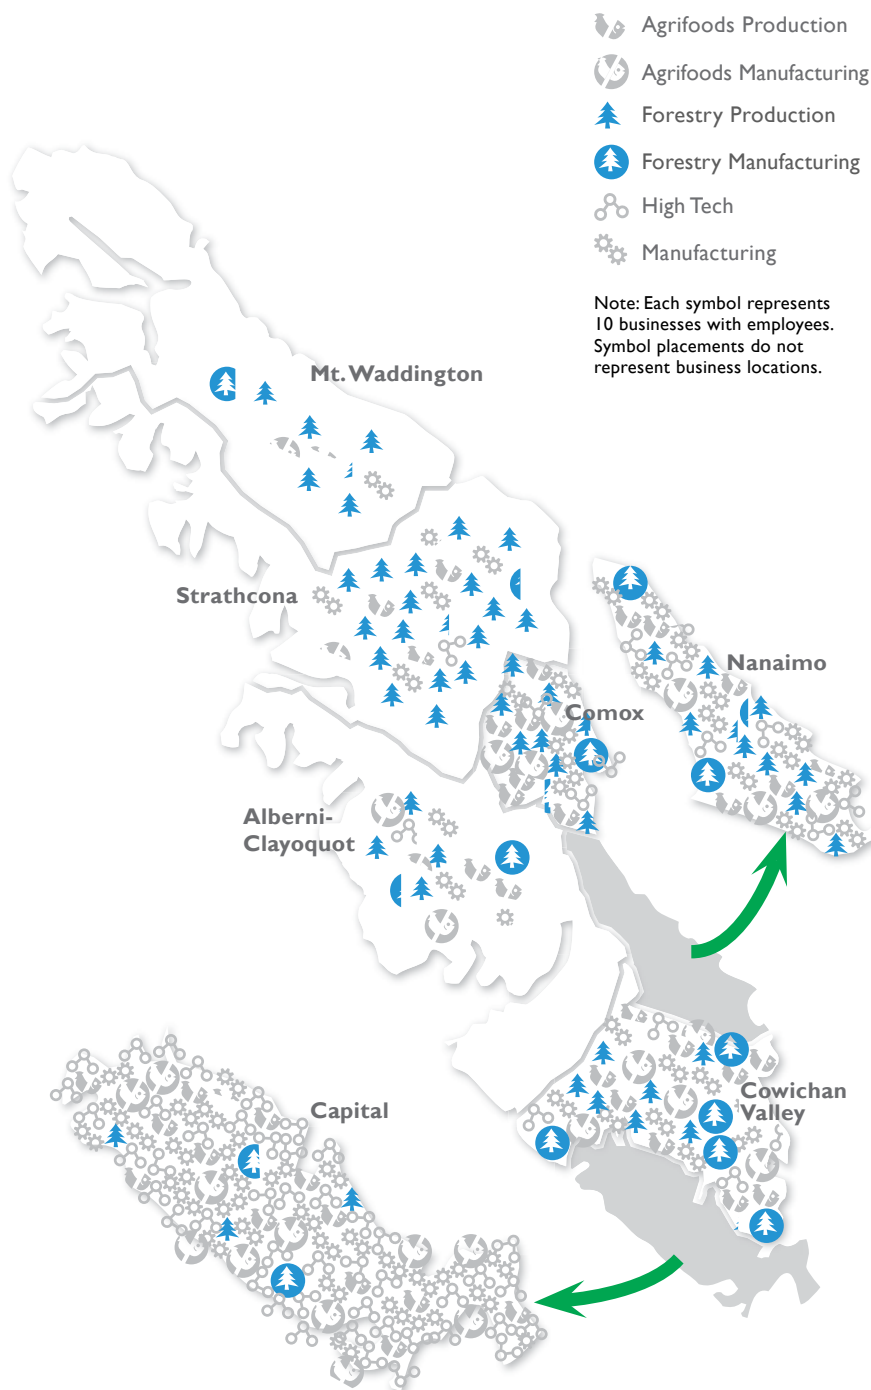 Agrifoods Production
Agrifoods Manufacturing
Forestry Production
Forestry Manufacturing
High Tech
Manufacturing
Note: Each symbol represents
10 businesses with employees.
Symbol placements do not
represent business locations.
Mt. Waddington
Strathcona
Nanaimo
Comox
Alberni-
Clayoquot
Cowichan
Valley
Capital